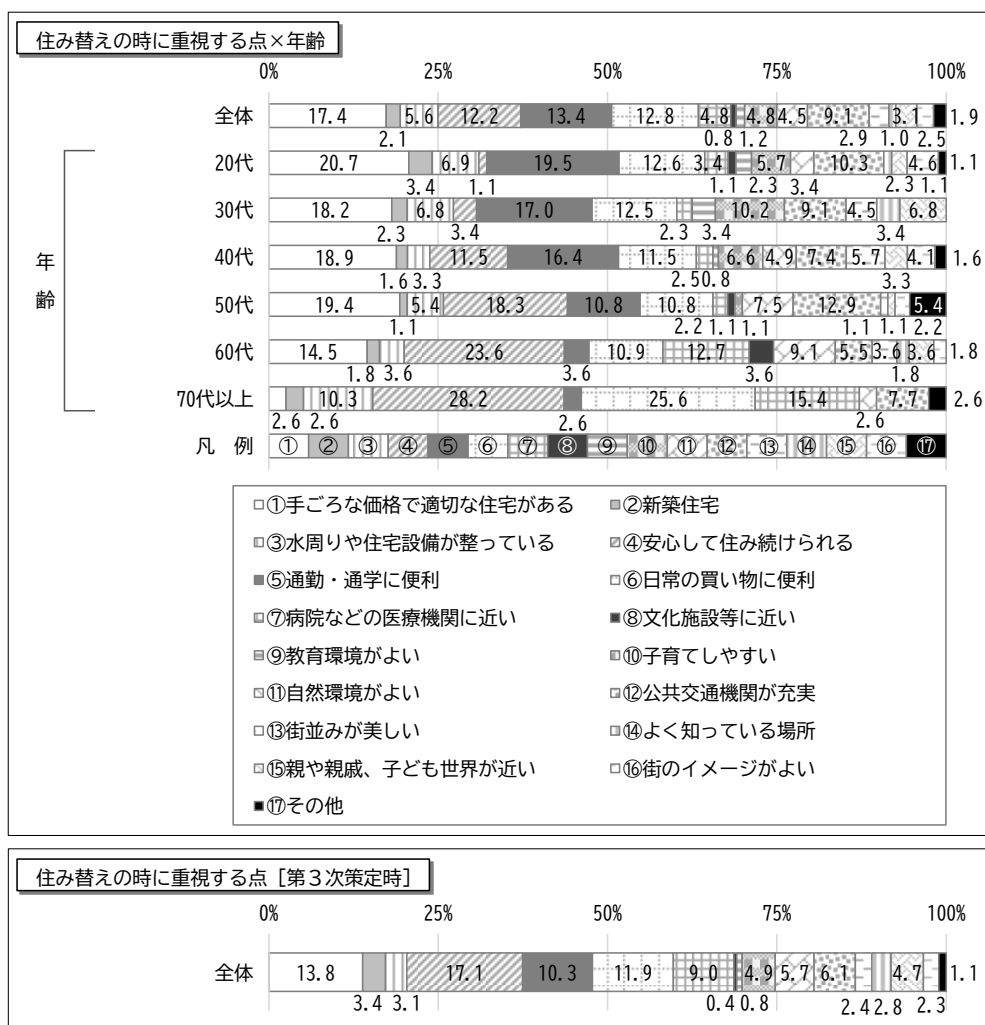 住み替えの時に重視する点×年齢
0% 25% 50% 75% 100%
全体 17.4 5.6 12.2 13.4 12.8 4.8 4.8 4.5 9.1 3.1 1.9
2.1 0.8 1.2 2.9 1.0 2.5
20代 20.7 6.9 19.5 12.6 3.4 5.7 10.3 4.6 1.1
3.4 1.1 1.1 2.3 3.4 2.3 1.1
30代 18.2 6.8 17.0 12.5 10.2 9.1 4.5 6.8
2.3 3.4 2.3 3.4 3.4
40代 18.9 11.5 16.4 11.5 6.6 4.9 7.4 5.7 4.1 1.6
1.6 3.3 2.5 0.8 3.3
50代 19.4 5.4 18.3 10.8 10.8 7.5 12.9 5.4
1.1 2.2 1.1 1.1 1.1 1.1 2.2
60代 14.5 23.6 10.9 12.7 9.1 5.5 3.6 3.6 1.8
1.8 3.6 3.6 3.6 1.8
70代以上 10.3 28.2 25.6 15.4 7.7 2.6
2.6 2.6 2.6 2.6
年齢
凡 例 ① ② ③ ④ ⑤ ⑥ ⑦ ⑧ ⑨ ⑩ ⑪ ⑫ ⑬ ⑭ ⑮ ⑯ ⑰
①手ごろな価格で適切な住宅がある ②新築住宅
③水周りや住宅設備が整っている ④安心して住み続けられる
⑤通勤・通学に便利 ⑥日常の買い物に便利
⑦病院などの医療機関に近い ⑧文化施設等に近い
⑨教育環境がよい ⑩子育てしやすい
⑪自然環境がよい ⑫公共交通機関が充実
⑬街並みが美しい ⑭よく知っている場所
⑮親や親戚、子ども世界が近い ⑯街のイメージがよい
⑰その他
住み替えの時に重視する点［第３次策定時］
0% 25% 50% 75% 100%
全体 13.8 17.1 10.3 11.9 9.0 4.9 5.7 6.1 4.7 1.1
3.4 3.1 0.4 0.8 2.4 2.8 2.3